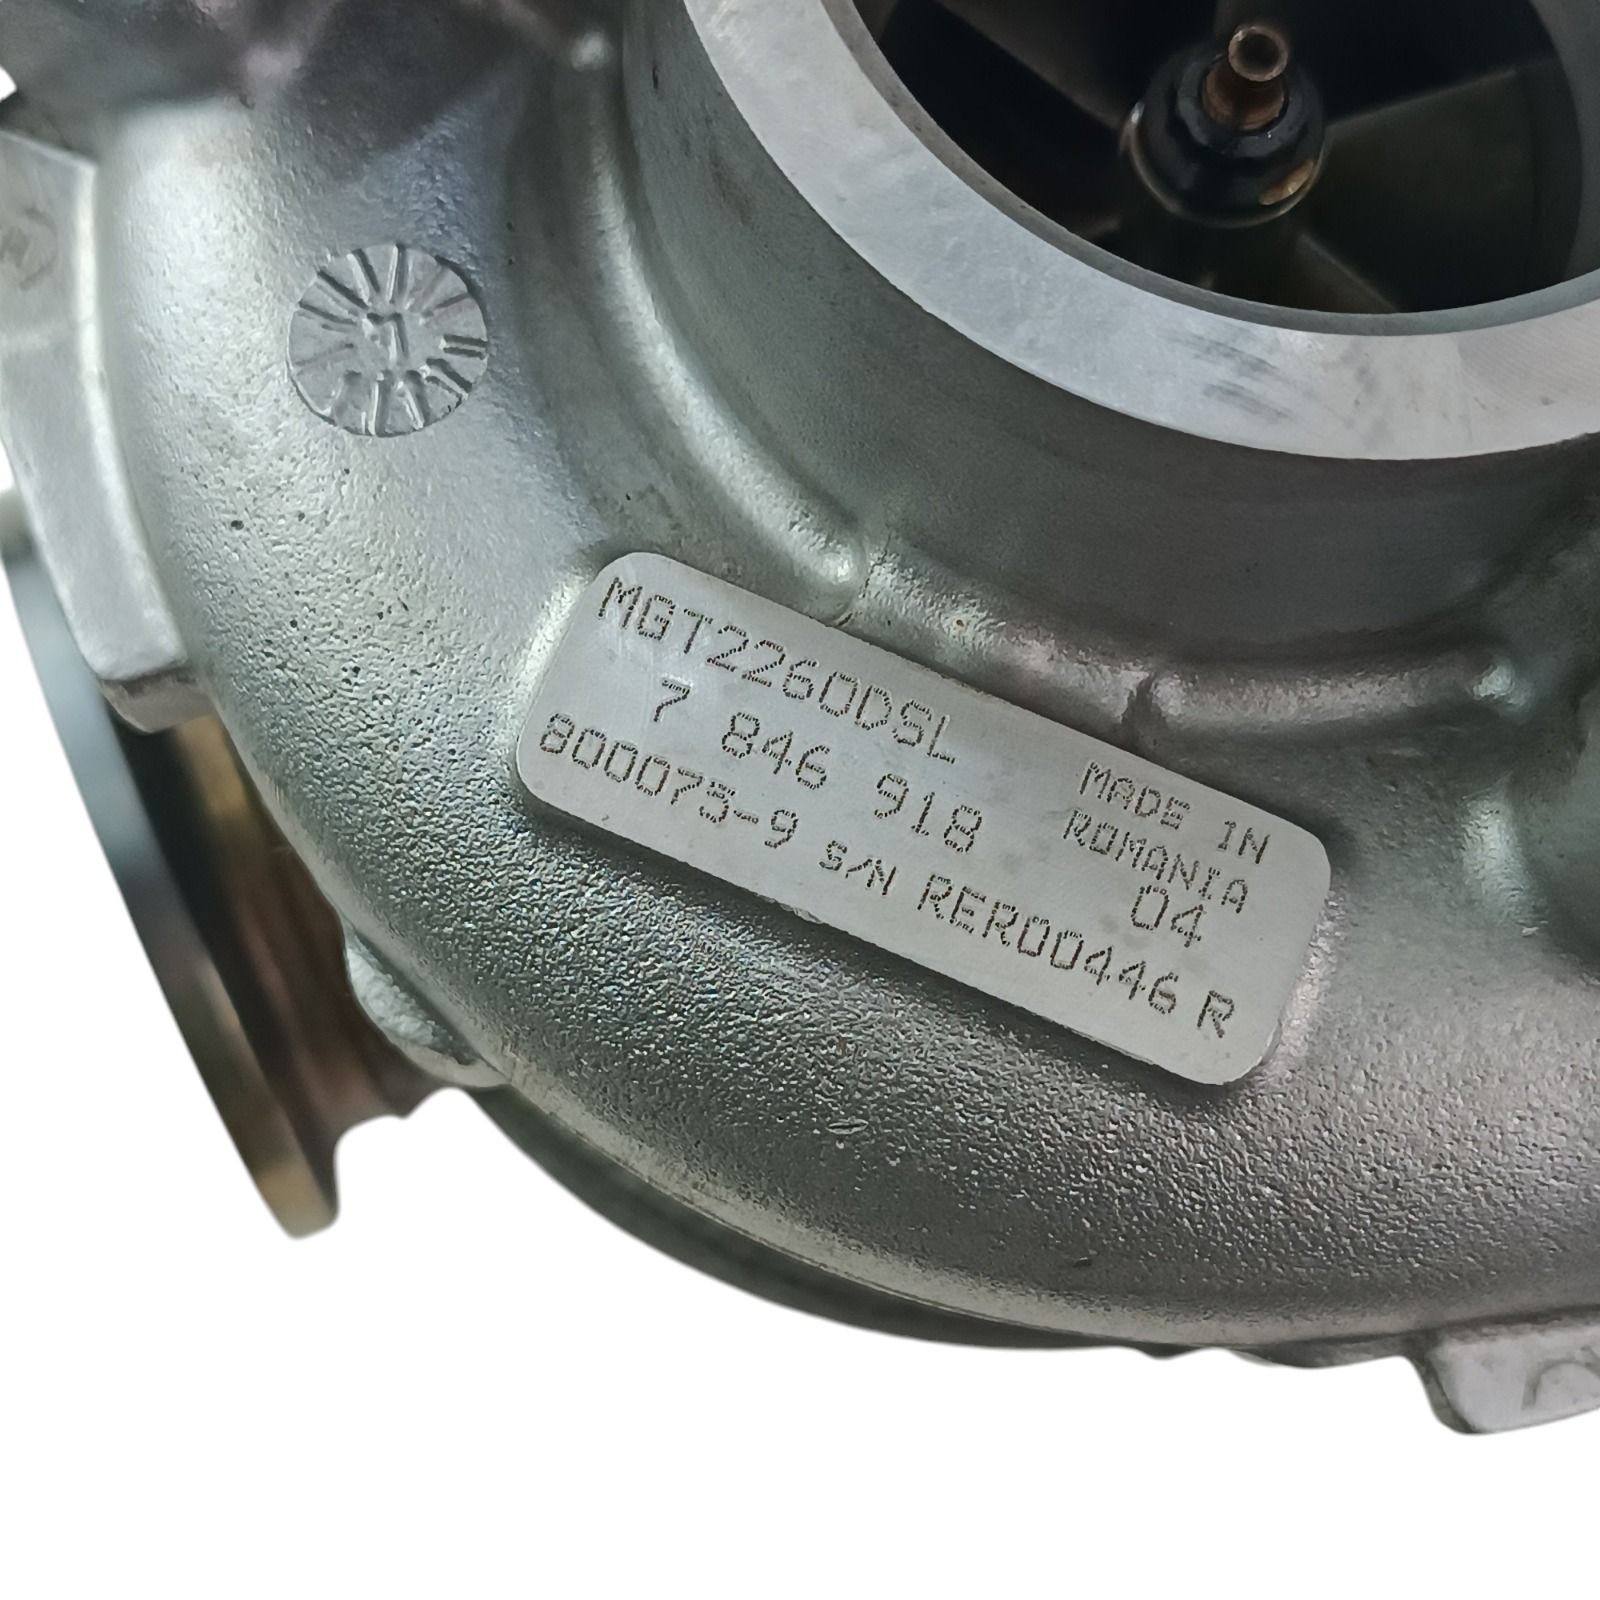 MGT2260DSL
7 846 918
MADE IN
ROMANIA
04
800073-9 S/N RER00446 R